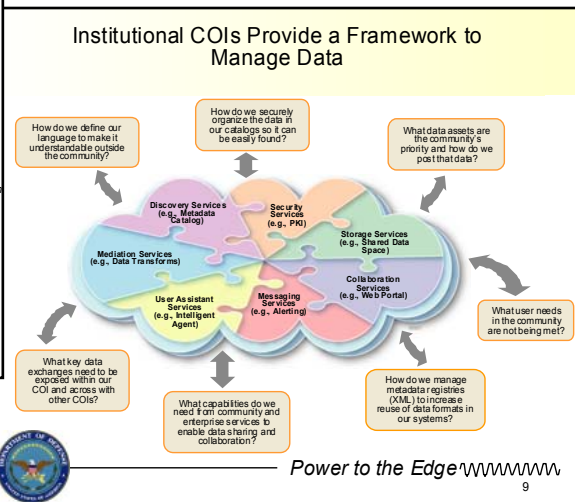 Institutional COIs Provide a Framework to
Manage Data
How do we define our
language to make it
understandable outside
the community?
How do we securely
organize the data in
our catalogs so it can
be easily found?
What data assets are
the community's
priority and how do we
post that data?
Discovery Services
(e.g., Metadata
Catalog)
Security
Services
(e.g., PKI)
Storage Services
(e.g., Shared Data
Space)
Mediation Services
(e.g., Data Transforms)
Collaboration
Services
(e.g., Web Portal)
User Assistant
Services
(e.g., Intelligent
Agent)
Messaging
Services
(e.g., Alerting)
What user needs
in the community
are not being met?
What key data
exchanges need to be
exposed within our
COI and across with
other COIs?
What capabilities do we
need from community and
enterprise services to
enable data sharing and
collaboration?
How do we manage
metadata registries
(XML) to increase
reuse of data formats in
our systems?
DEPARTMENT OF DEFENSE
UNITED STATES OF AMERICA
Power to the Edge
9